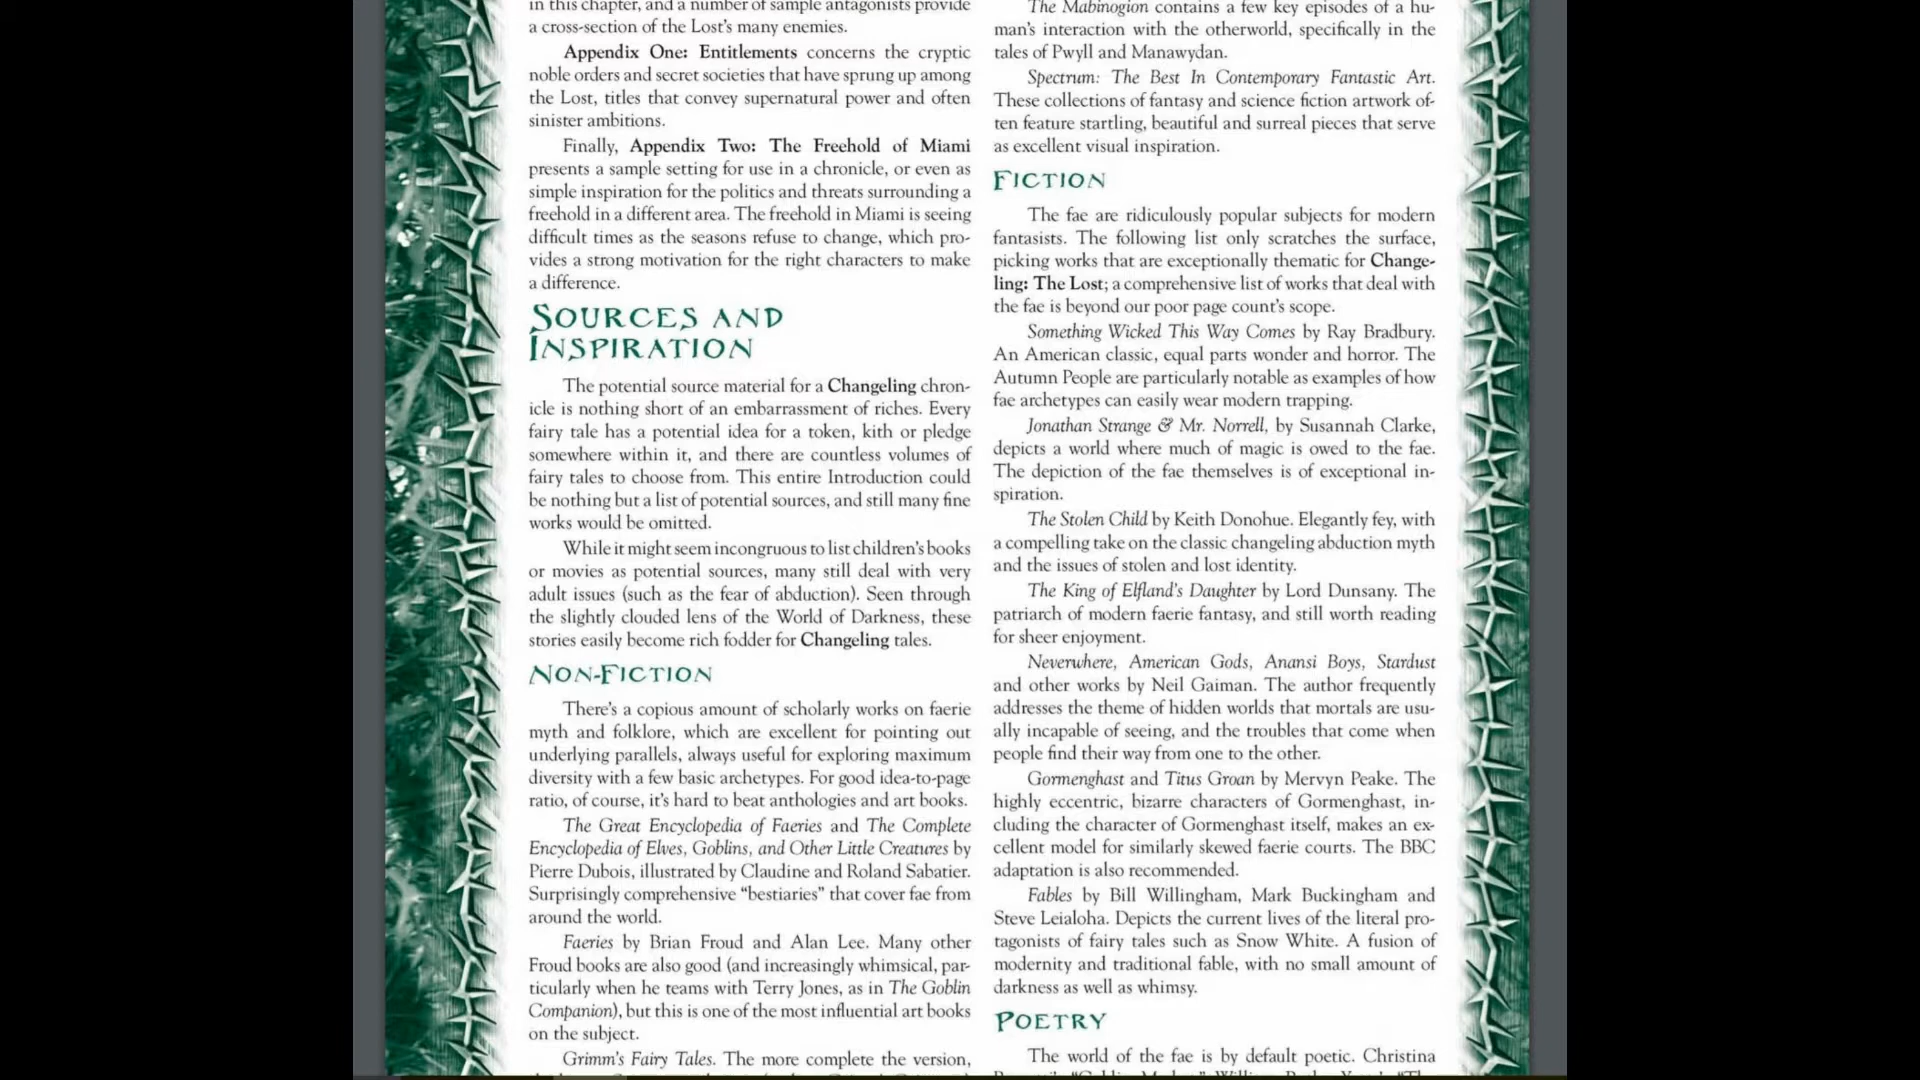 in this chapter, and a number of sample antagonists provide
a cross-section of the Lost's many enemies.
Appendix One: Entitlements concerns the cryptic
noble orders and secret societies that have sprung up among
the Lost, titles that convey supernatural power and often
sinister ambitions.
Finally, Appendix Two: The Freehold of Miami
presents a sample setting for use in a chronicle, or even as
simple inspiration for the politics and threats surrounding a
freehold in a different area. The freehold in Miami is seeing
difficult times as the seasons refuse to change, which pro-
vides a strong motivation for the right characters to make
a difference.
SOURCES AND
INSPIRATION
The potential source material for a Changeling chron-
icle is nothing short of an embarrassment of riches. Every
fairy tale has a potential idea for a token, kith or pledge
somewhere within it, and there are countless volumes of
fairy tales to choose from. This entire Introduction could
be nothing but a list of potential sources, and still many fine
works would be omitted.
While it might seem incongruous to list children's books
or movies as potential sources, many still deal with very
adult issues (such as the fear of abduction). Seen through
the slightly clouded lens of the World of Darkness, these
stories easily become rich fodder for Changeling tales.
NON-FICTION
There's a copious amount of scholarly works on faerie
myth and folklore, which are excellent for pointing out
underlying parallels, always useful for exploring maximum
diversity with a few basic archetypes. For good idea-to-page
ratio, of course, it's hard to beat anthologies and art books.
The Great Encyclopedia of Faeries and The Complete
Encyclopedia of Elves, Goblins, and Other Little Creatures by
Pierre Dubois, illustrated by Claudine and Roland Sabatier.
Surprisingly comprehensive “bestiaries” that cover fae from
around the world.
Faeries by Brian Froud and Alan Lee. Many other
Froud books are also good (and increasingly whimsical, par-
ticularly when he teams with Terry Jones, as in The Goblin
Companion), but this is one of the most influential art books
on the subject.
Grimm's Fairy Tales. The more complete the version,
The Mabinogion contains a few key episodes of a hu-
man's interaction with the otherworld, specifically in the
tales of Pwyll and Manawydan.
Spectrum: The Best In Contemporary Fantastic Art.
These collections of fantasy and science fiction artwork of-
ten feature startling, beautiful and surreal pieces that serve
as excellent visual inspiration.
FICTION
The fae are ridiculously popular subjects for modern
fantasists. The following list only scratches the surface,
picking works that are exceptionally thematic for Change-
ling: The Lost; a comprehensive list of works that deal with
the fae is beyond our poor page count's scope.
Something Wicked This Way Comes by Ray Bradbury.
An American classic, equal parts wonder and horror. The
Autumn People are particularly notable as examples of how
fae archetypes can easily wear modern trapping.
Jonathan Strange & Mr. Norrell, by Susannah Clarke,
depicts a world where much of magic is owed to the fae.
The depiction of the fae themselves is of exceptional in-
spiration.
The Stolen Child by Keith Donohue. Elegantly fey, with
a compelling take on the classic changeling abduction myth
and the issues of stolen and lost identity.
The King of Elfland's Daughter by Lord Dunsany. The
patriarch of modern faerie fantasy, and still worth reading
for sheer enjoyment.
Neverwhere, American Gods, Anansi Boys, Stardust
and other works by Neil Gaiman. The author frequently
addresses the theme of hidden worlds that mortals are usu-
ally incapable of seeing, and the troubles that come when
people find their way from one to the other.
Gormenghast and Titus Groan by Mervyn Peake. The
highly eccentric, bizarre characters of Gormenghast, in-
cluding the character of Gormenghast itself, makes an ex-
cellent model for similarly skewed faerie courts. The BBC
adaptation is also recommended.
Fables by Bill Willingham, Mark Buckingham and
Steve Leialoha. Depicts the current lives of the literal pro-
tagonists of fairy tales such as Snow White. A fusion of
modernity and traditional fable, with no small amount of
darkness as well as whimsy.
POETRY
The world of the fae is by default poetic. Christina